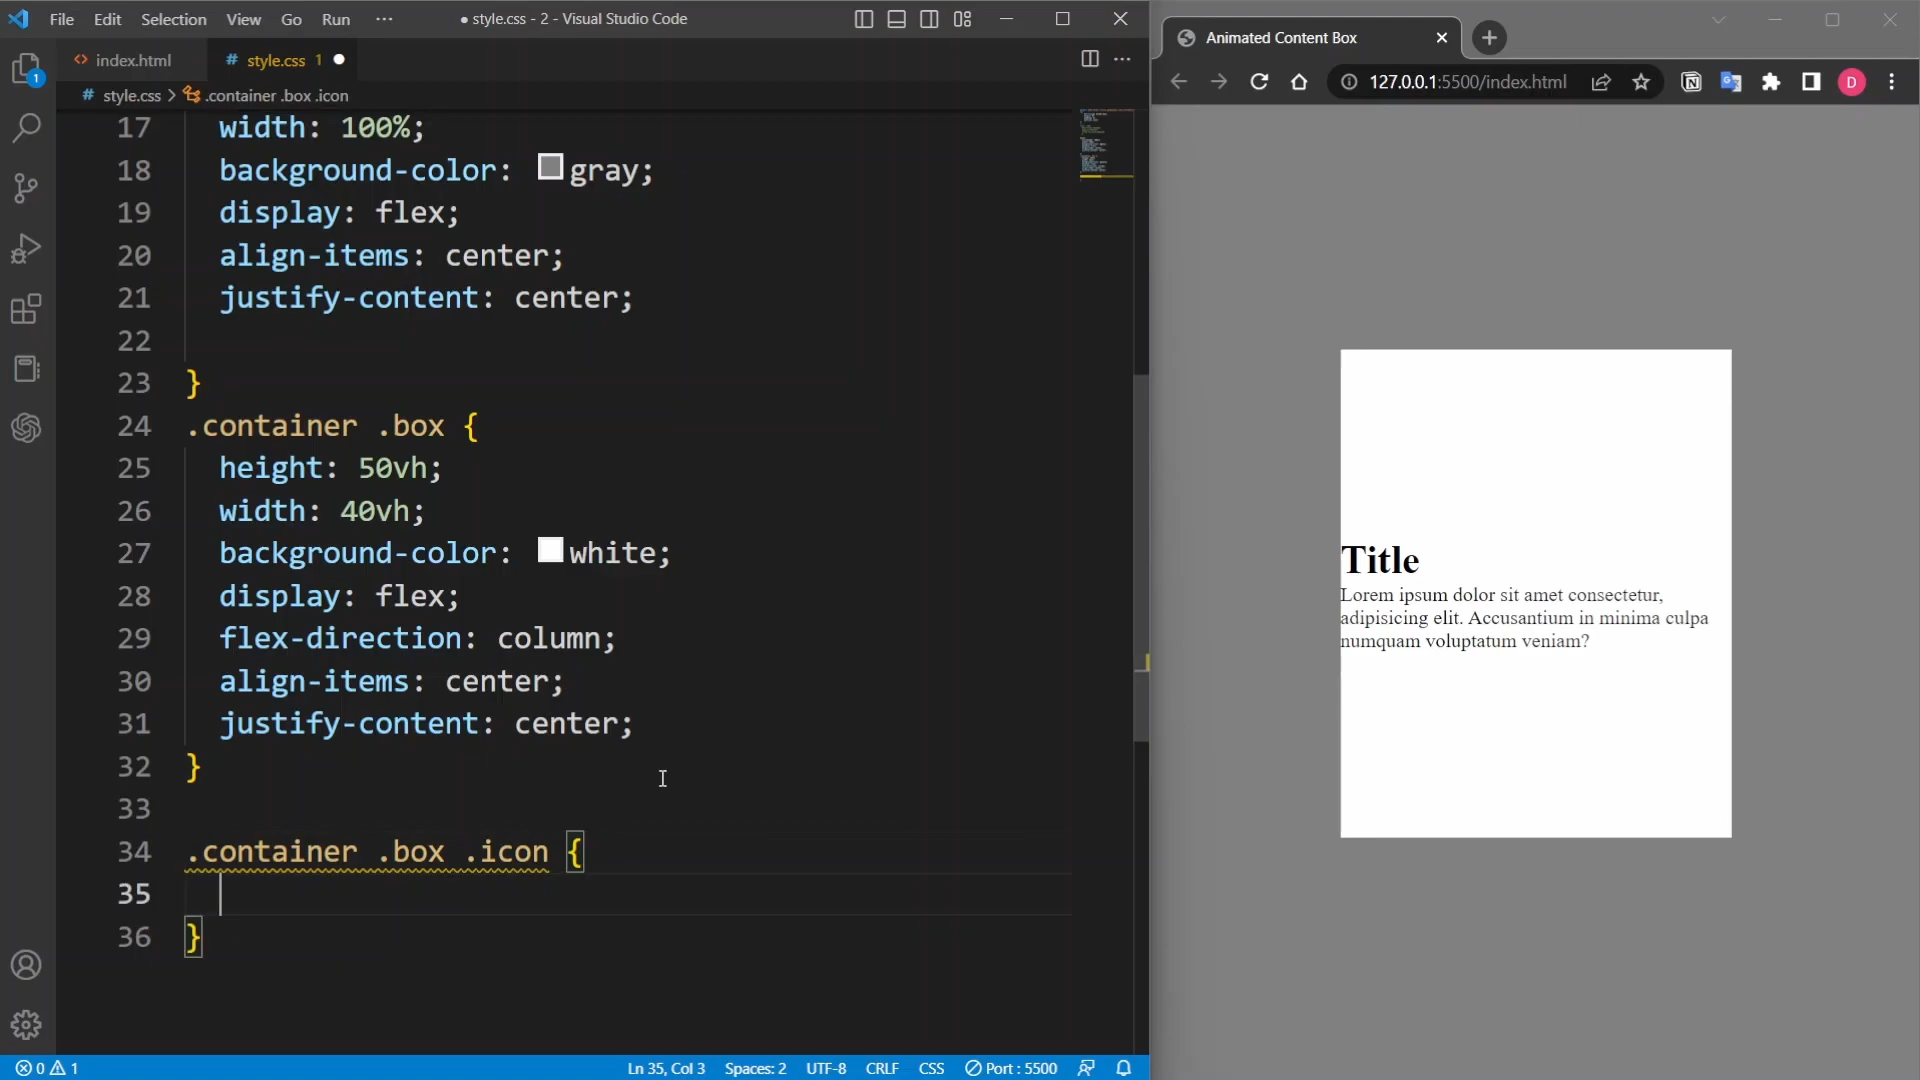 File Edit Selection View Go Run ··· ● style.css - 2 - Visual Studio Code
index.html # style.css 1 ●
# style.css > .container .box .icon
17 width: 100%;
18 background-color: gray;
19 display: flex;
20 align-items: center;
21 justify-content: center;
22
23 }
24 .container .box {
25 height: 50vh;
26 width: 40vh;
27 background-color: white;
28 display: flex;
29 flex-direction: column;
30 align-items: center;
31 justify-content: center;
32 }
33
34 .container .box .icon {
35
36 }
1
0 1
Ln 35, Col 3 Spaces: 2 UTF-8 CRLF CSS Port : 5500
Animated Content Box
127.0.0.1:5500/index.html
D
Title
Lorem ipsum dolor sit amet consectetur,
adipisicing elit. Accusantium in minima culpa
numquam voluptatum veniam?